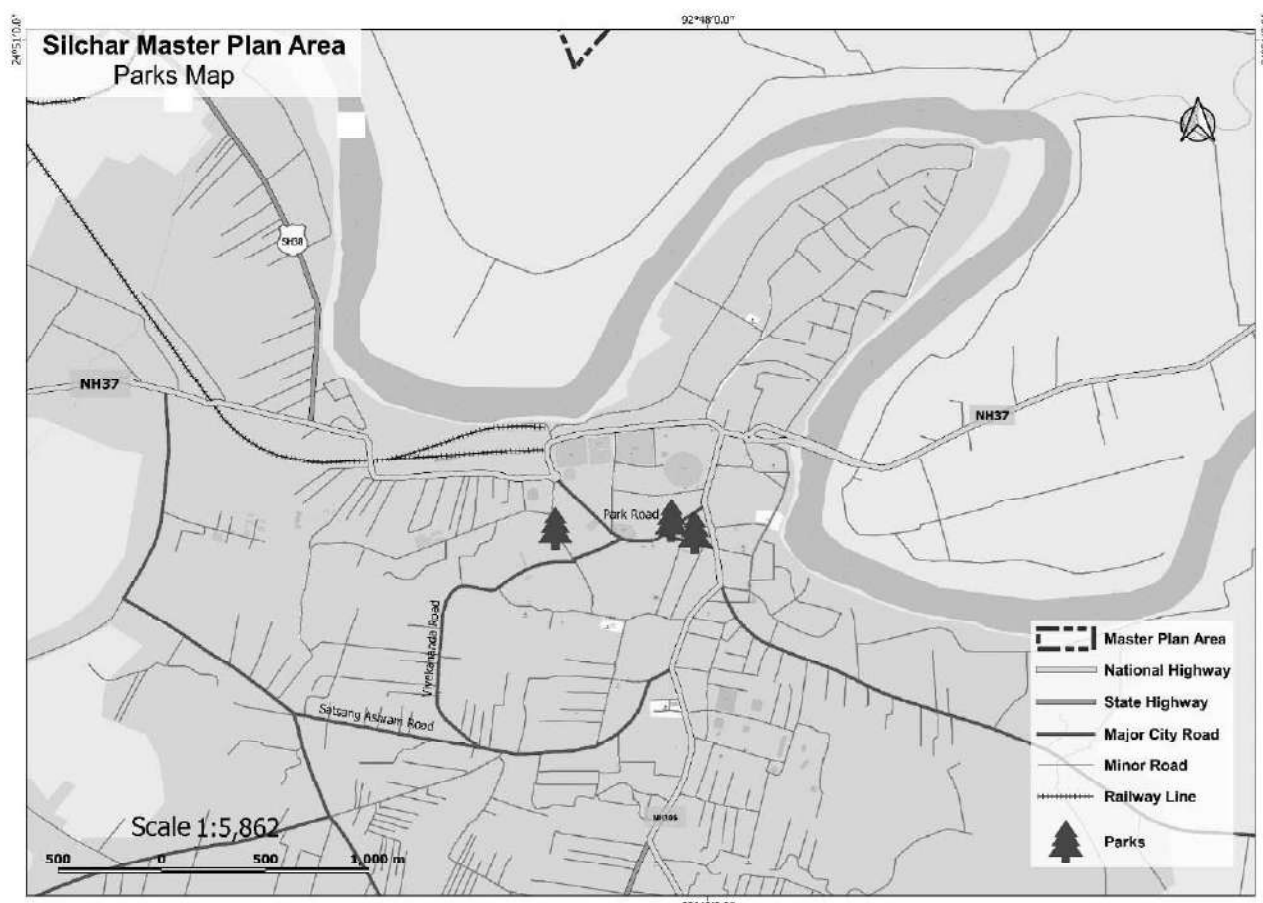 92°48'0.0"
24°51'0.0"
Silchar Master Plan Area
Parks Map
SH38
NH37
NH37
Park Road
Vivekananda Road
Satsang Ashram Road
Master Plan Area
National Highway
State Highway
Major City Road
Minor Road
Railway Line
Parks
Scale 1:5,862
500 0 500 1,000 m